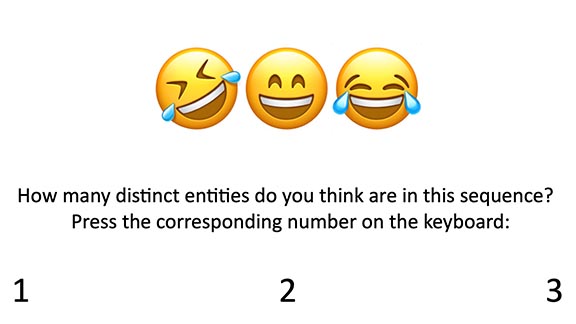 How many distinct entities do you think are in this sequence?
Press the corresponding number on the keyboard:
1 2 3